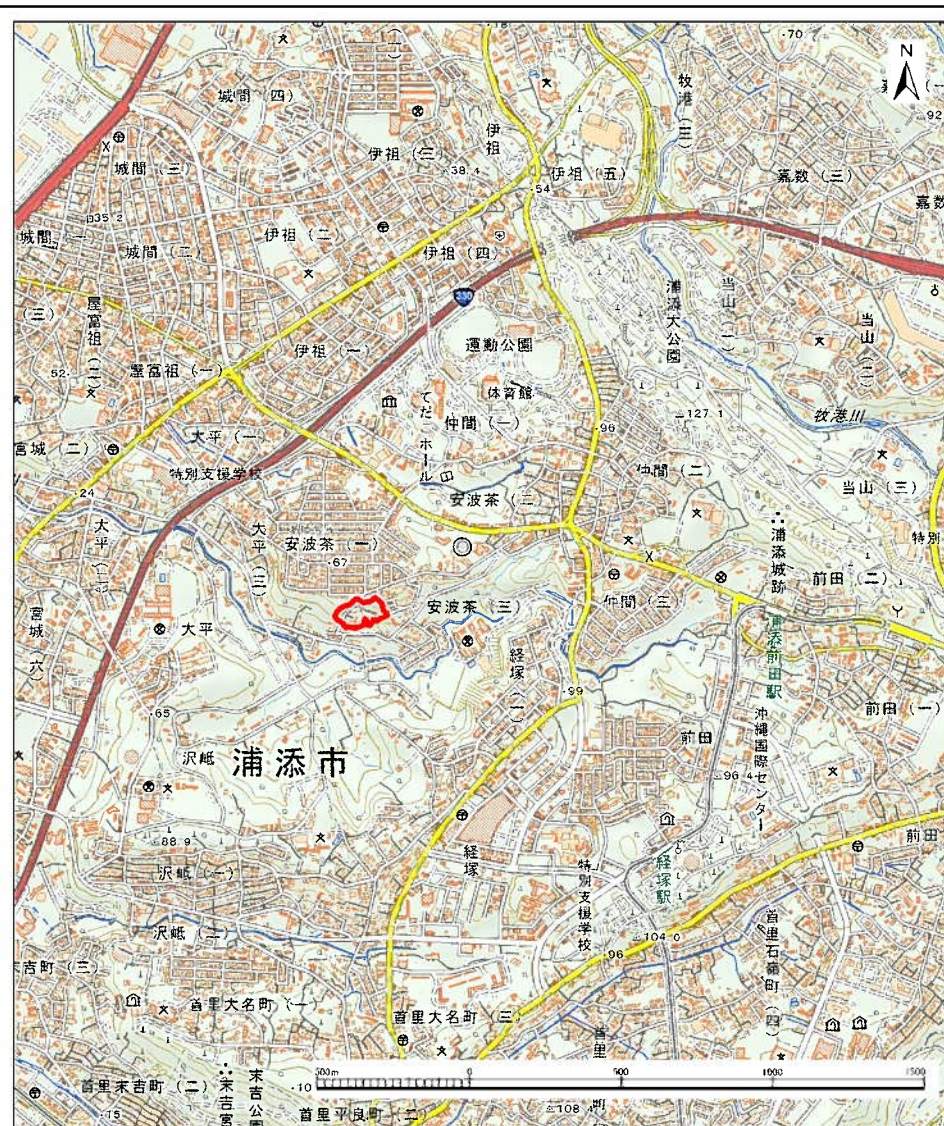 N
70
牧港（三）
城間（四）
92
伊祖
伊祖（三）
38.4
城間（三）
伊祖（五）
54
嘉数（三）
嘉数
35.2
伊祖（二）
城間（二）
伊祖（四）
城間
330
浦添大公園
当山（一）
当山（二）
屋富祖（二）
（三）
伊祖（一）
運動公園
52
屋富祖（一）
体育館
てだこホール
仲間（一）
127.1
牧港川
96
宮城（二）
大平（一）
特別支援学校
仲間（二）
当山（三）
24
安波茶（二）
大平（二）
大平（三）
安波茶（一）
67
浦添城跡
特別
前田（二）
安波茶（三）
仲間（三
大平
宮城（六）
経塚（一）
浦添前田駅
99
65
前田（一）
沢岻
浦添市
前田
沖縄国際センター
96.4
88.9
経塚
前田
沢岻（一）
特別支援学校
経塚駅
沢岻（二）
104.0
96
首里石嶺町（四）
末吉町（三）
首里大名町（一
首里大名町（三）
500m
0
500
1000
1500
首里末吉町（二）
末吉宮
末吉公園
10
15
首里平良町（二）
108.4